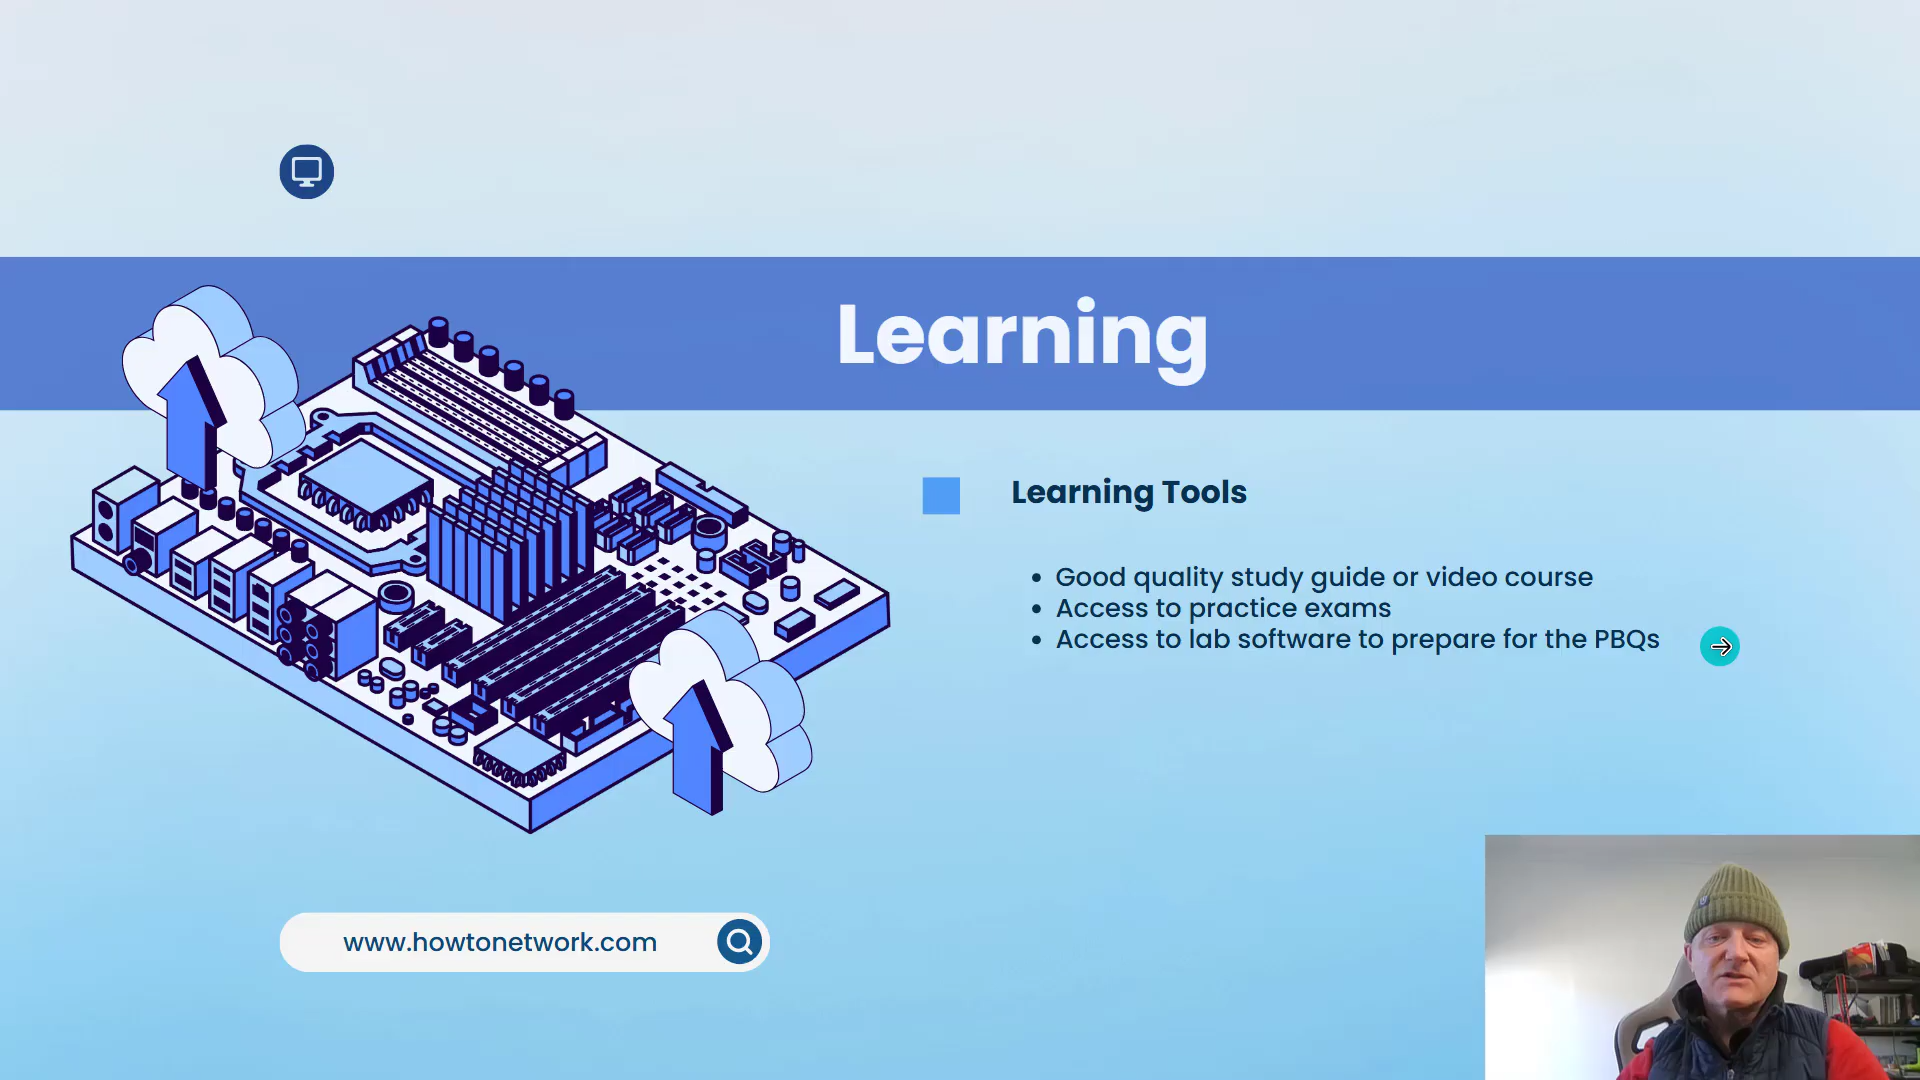 Learning
Learning Tools
Good quality study guide or video course
Access to practice exams
Access to lab software to prepare for the PBQs
www.howtonetwork.com